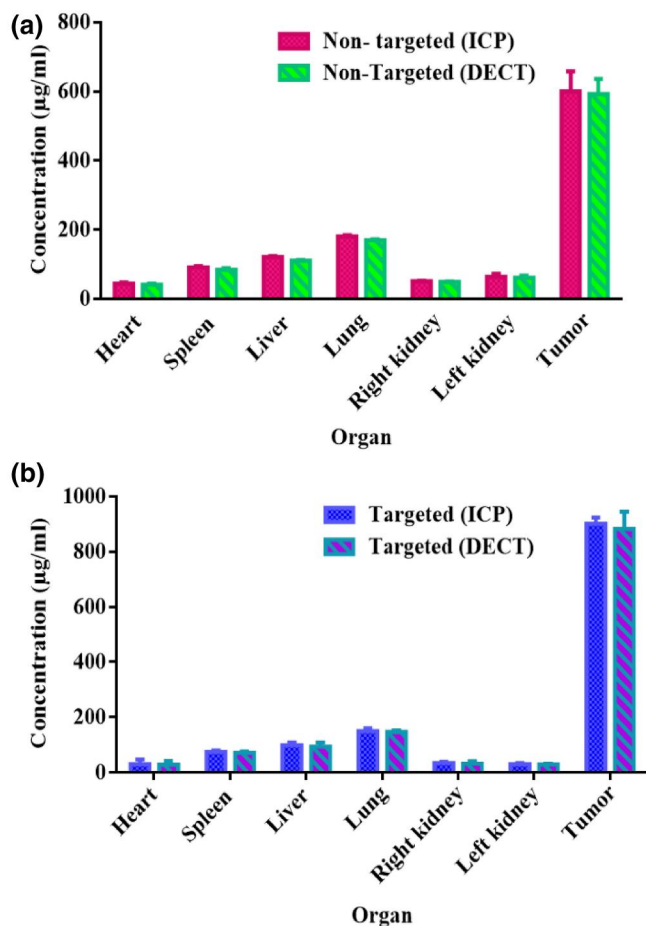 (a)
Concentration (µg/ml)
800
600
400
200
0
Non- targeted (ICP)
Non-Targeted (DECT)
Heart
Spleen
Liver
Lung
Right kidney
Left kidney
Tumor
Organ
(b)
Concentration (µg/ml)
1000
800
600
400
200
0
Targeted (ICP)
Targeted (DECT)
Heart
Spleen
Liver
Lung
Right kidney
Left kidney
Tumor
Organ